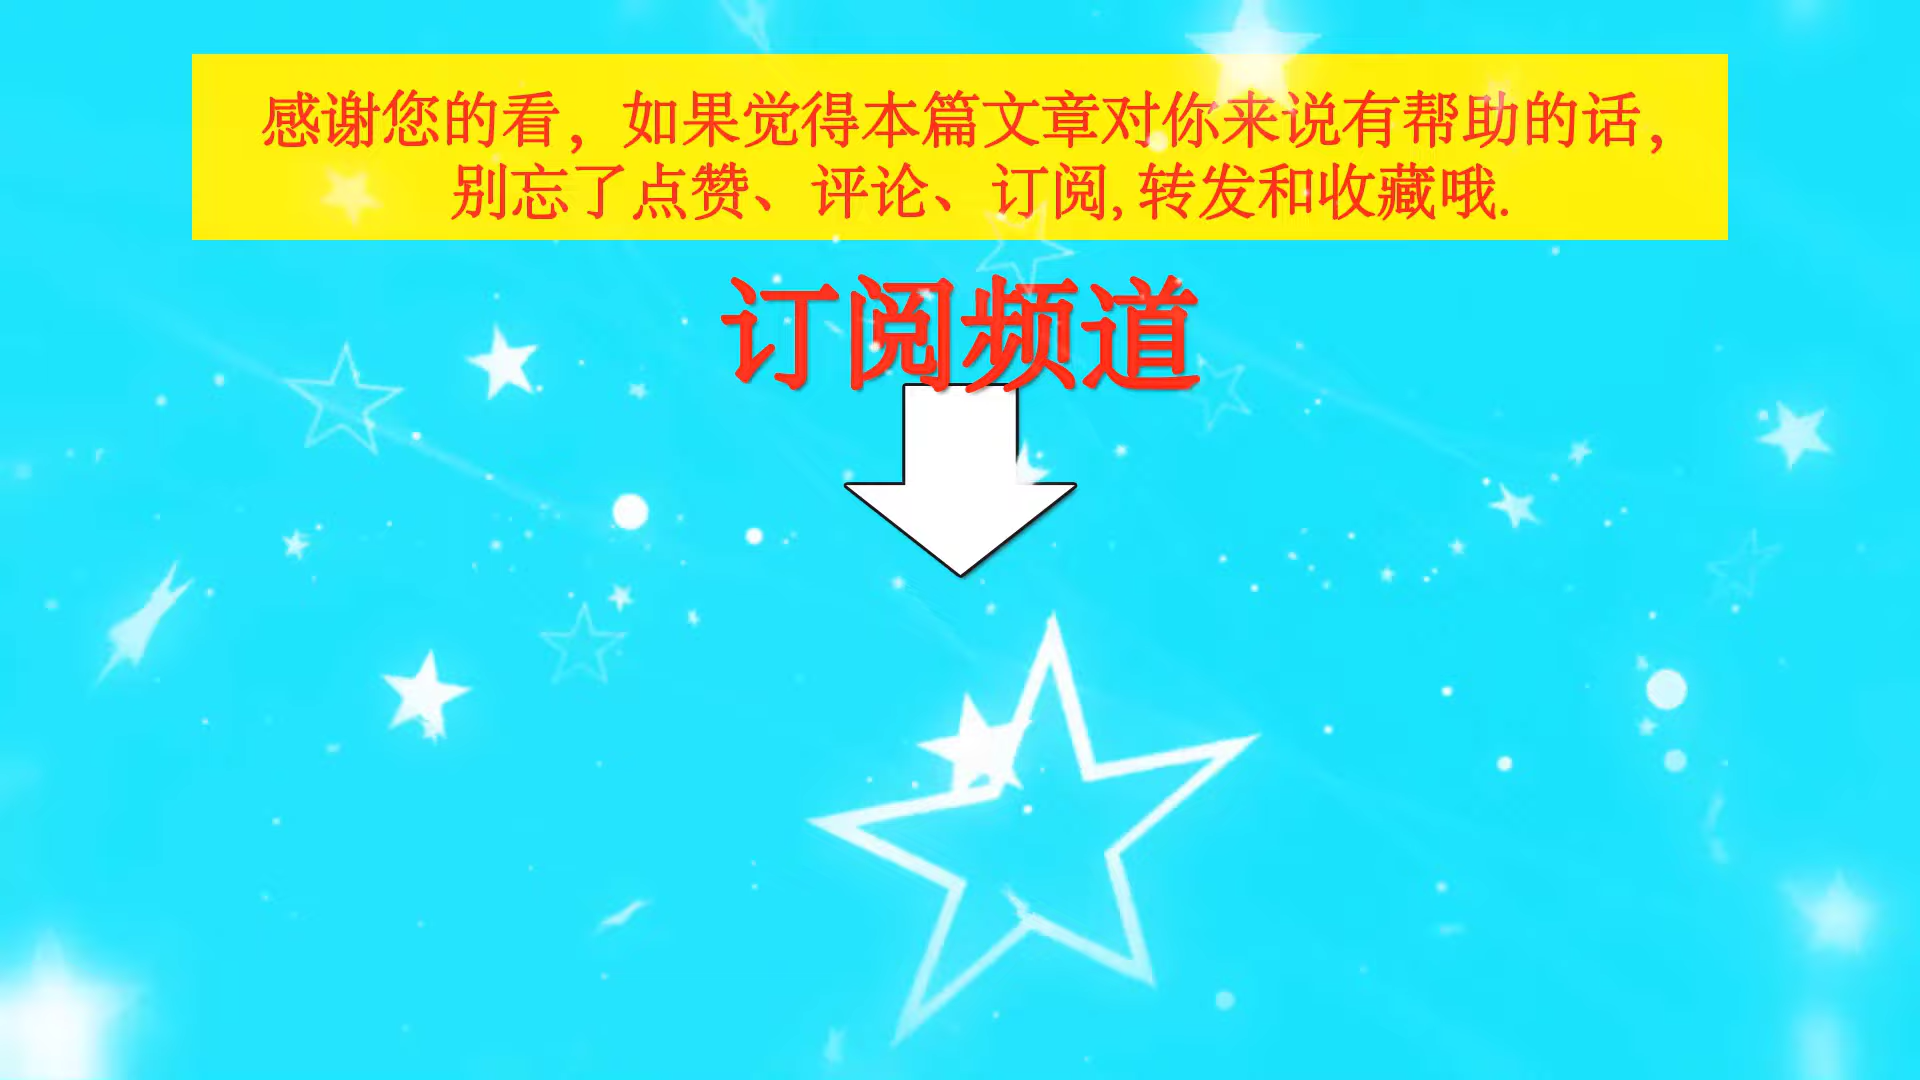 感谢您的看，如果觉得本篇文章对你来说有帮助的话，
别忘了点赞、评论、订阅,转发和收藏哦.
订阅频道